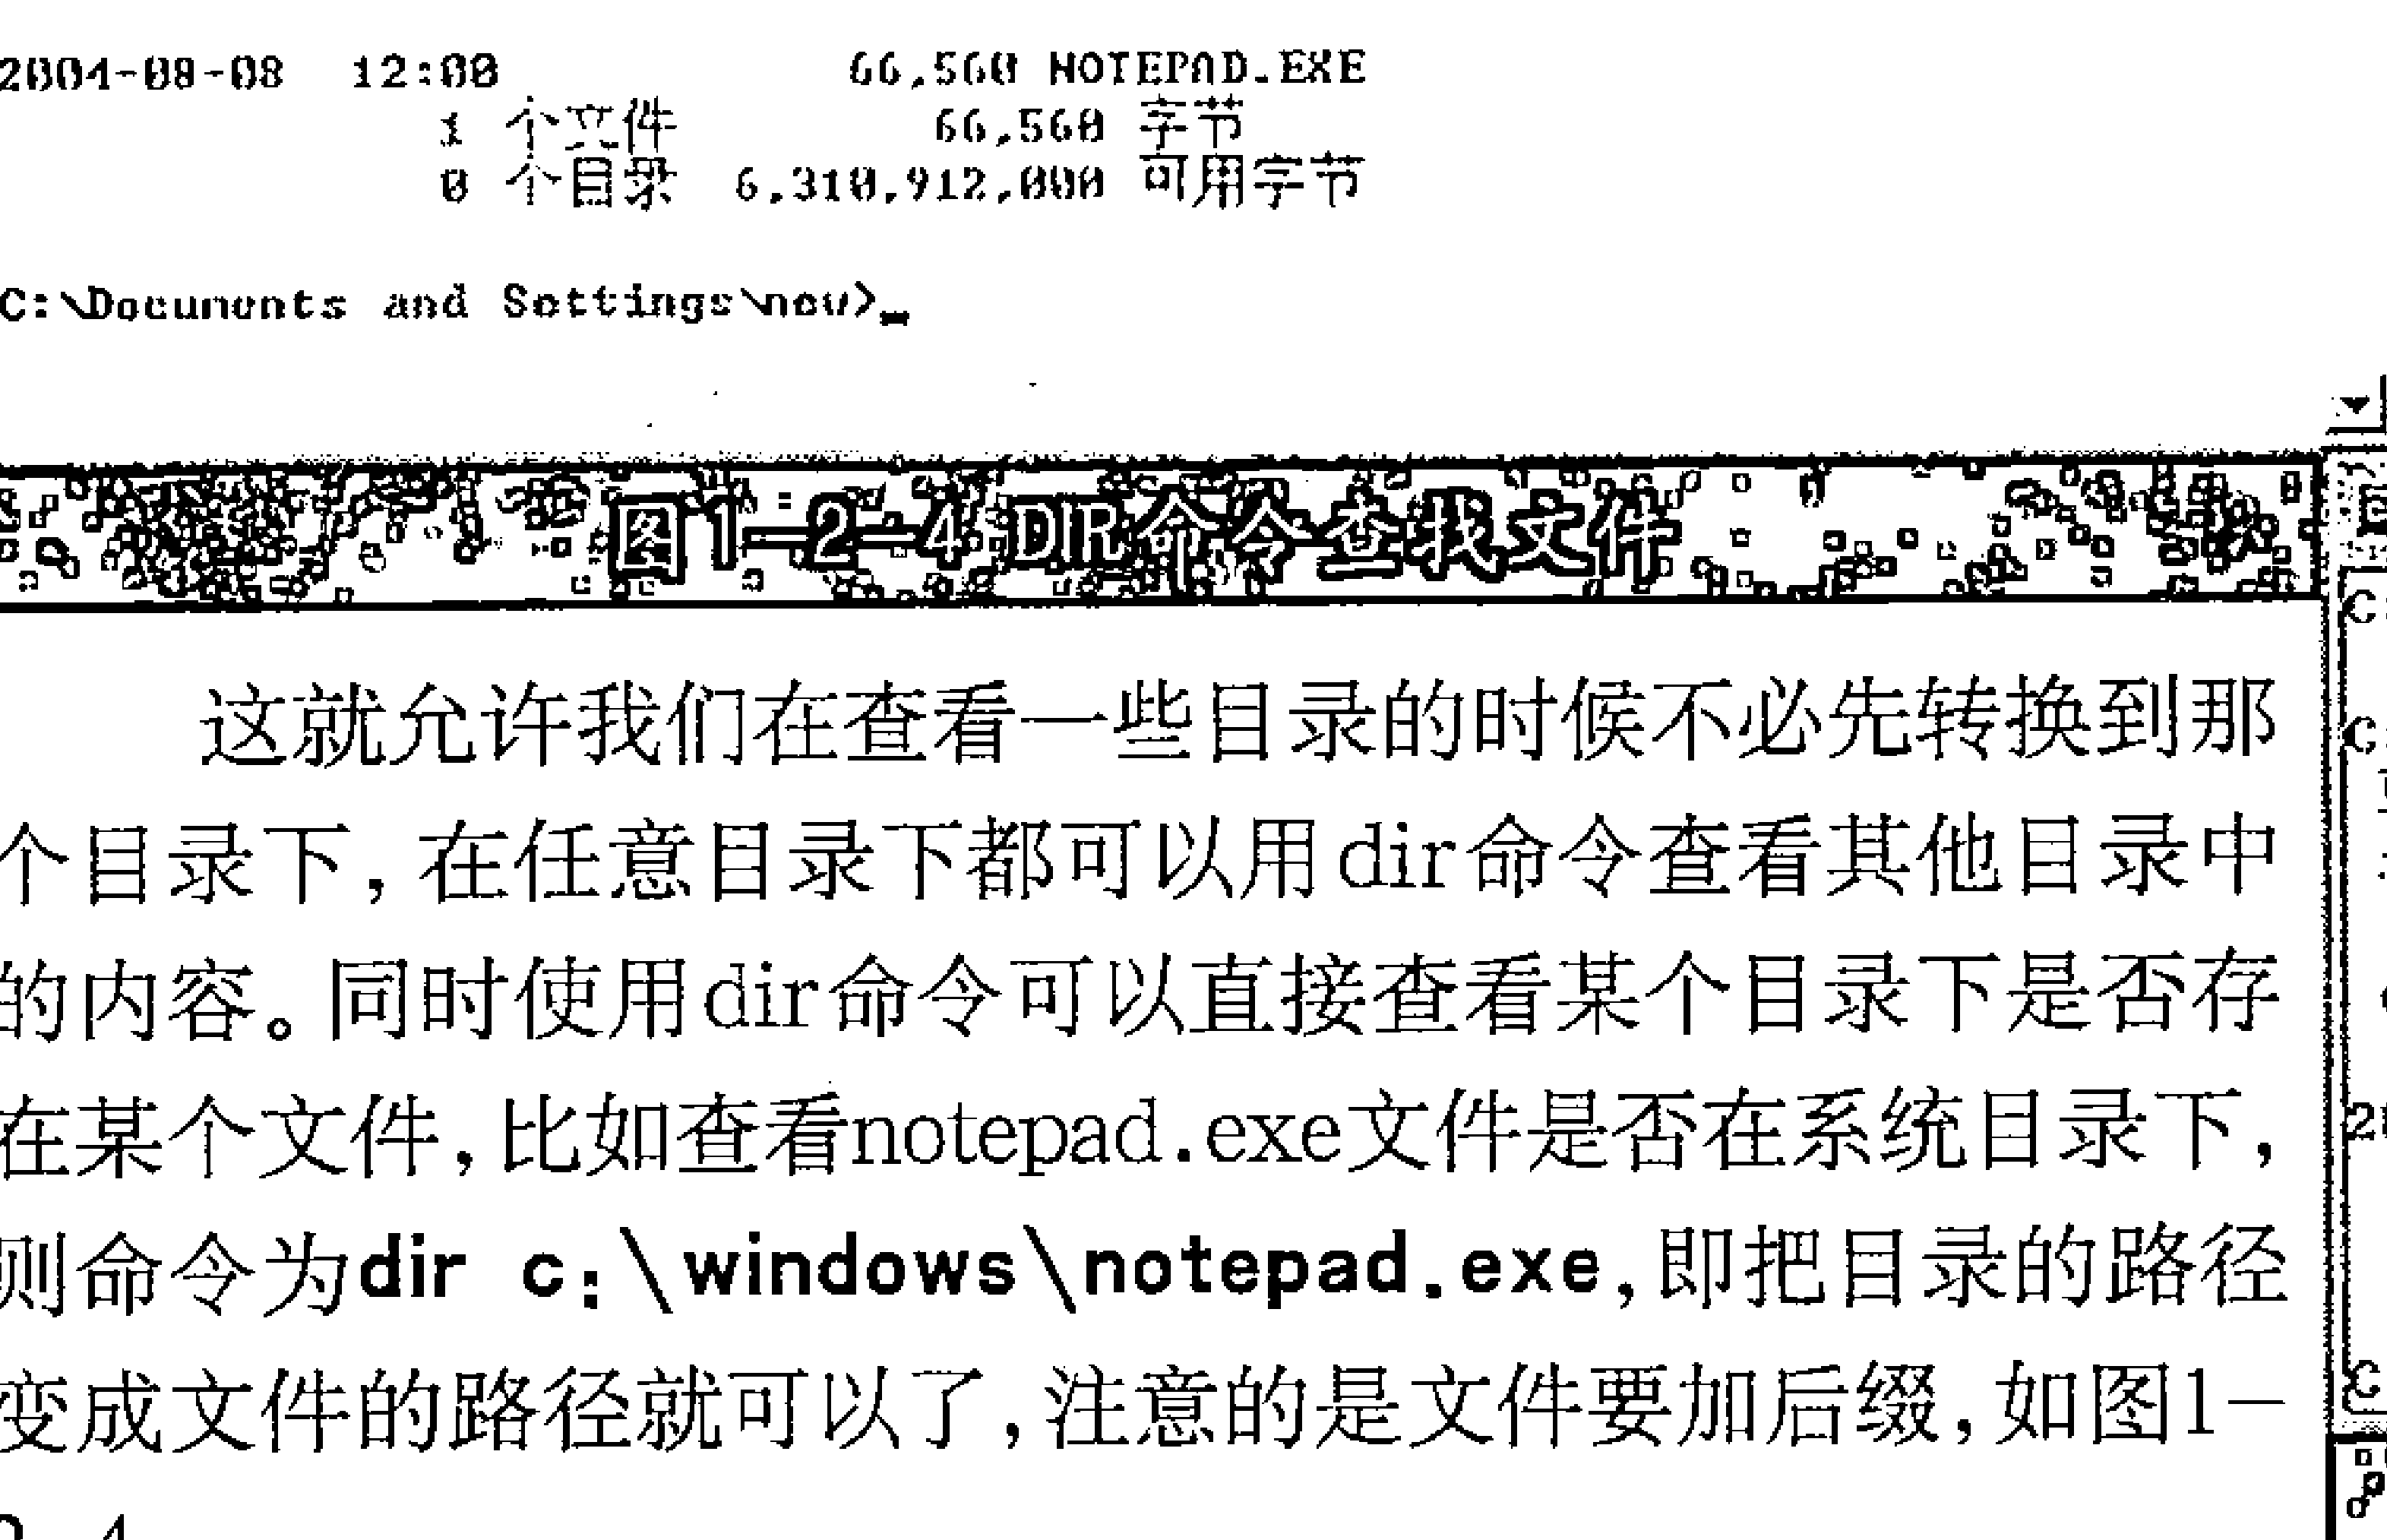 2004-08-08 12:00 66,560 NOTEPAD.EXE
1 个文件 66,560 字节
0 个目录 6,310,912,000 可用字节
C:\Documents and Settings\new>_
图1-2-4 DIR命令查找文件
这就允许我们在查看一些目录的时候不必先转换到那
个目录下,在任意目录下都可以用dir命令查看其他目录中
的内容。同时使用dir命令可以直接查看某个目录下是否存
在某个文件,比如查看notepad.exe文件是否在系统目录下,
则命令为dir c:\windows\notepad.exe,即把目录的路径
变成文件的路径就可以了,注意的是文件要加后缀,如图1-